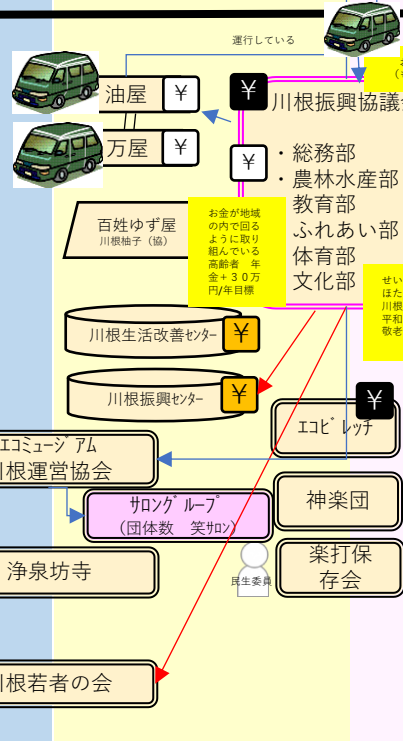 運行している
油屋
¥
万屋
¥
¥
川根振興協議会
¥
・総務部
・農林水産部
教育部
ふれあい部
体育部
文化部
お金が地域
の内で回る
ように取り
組んでいる
高齢者 年
金+30万
円/年目標
百姓ゆず屋
川根柚子(協)
せい
ほた
川根
平和
敬老
川根生活改善センター
¥
川根振興センター
¥
¥
エコビレッチ
エコミュージアム
川根運営協会
サロングループ
(団体数 笑サロン)
神楽団
民生委員
楽打保
存会
浄泉坊寺
川根若者の会